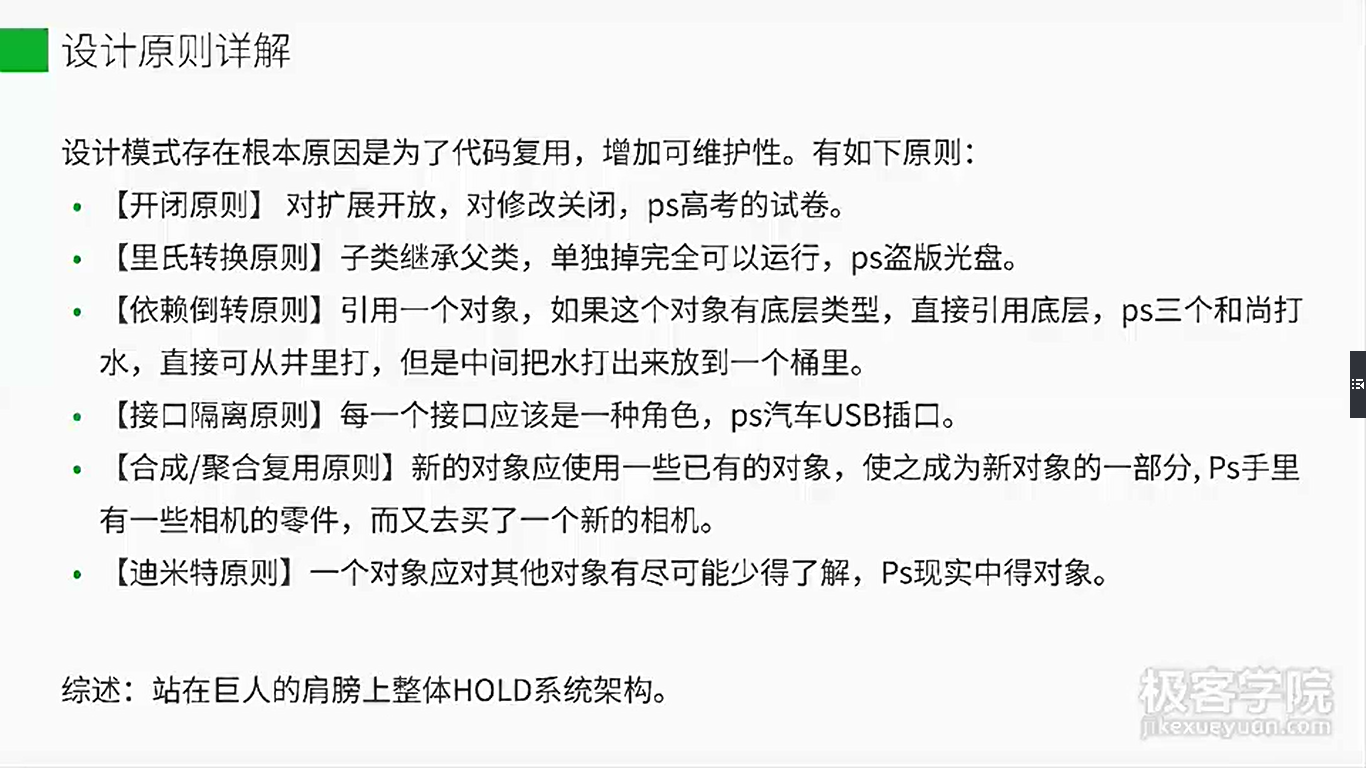 设计原则详解
设计模式存在根本原因是为了代码复用，增加可维护性。有如下原则：
【开闭原则】 对扩展开放，对修改关闭，ps高考的试卷。
【里氏转换原则】子类继承父类，单独掉完全可以运行，ps盗版光盘。
【依赖倒转原则】引用一个对象，如果这个对象有底层类型，直接引用底层，ps三个和尚打
水，直接可从井里打，但是中间把水打出来放到一个桶里。
【接口隔离原则】每一个接口应该是一种角色，ps汽车USB插口。
【合成/聚合复用原则】新的对象应使用一些已有的对象，使之成为新对象的一部分, Ps手里
有一些相机的零件，而又去买了一个新的相机。
【迪米特原则】一个对象应对其他对象有尽可能少得了解，Ps现实中得对象。
综述：站在巨人的肩膀上整体HOLD系统架构。
极客学院
jikexueyuan.com